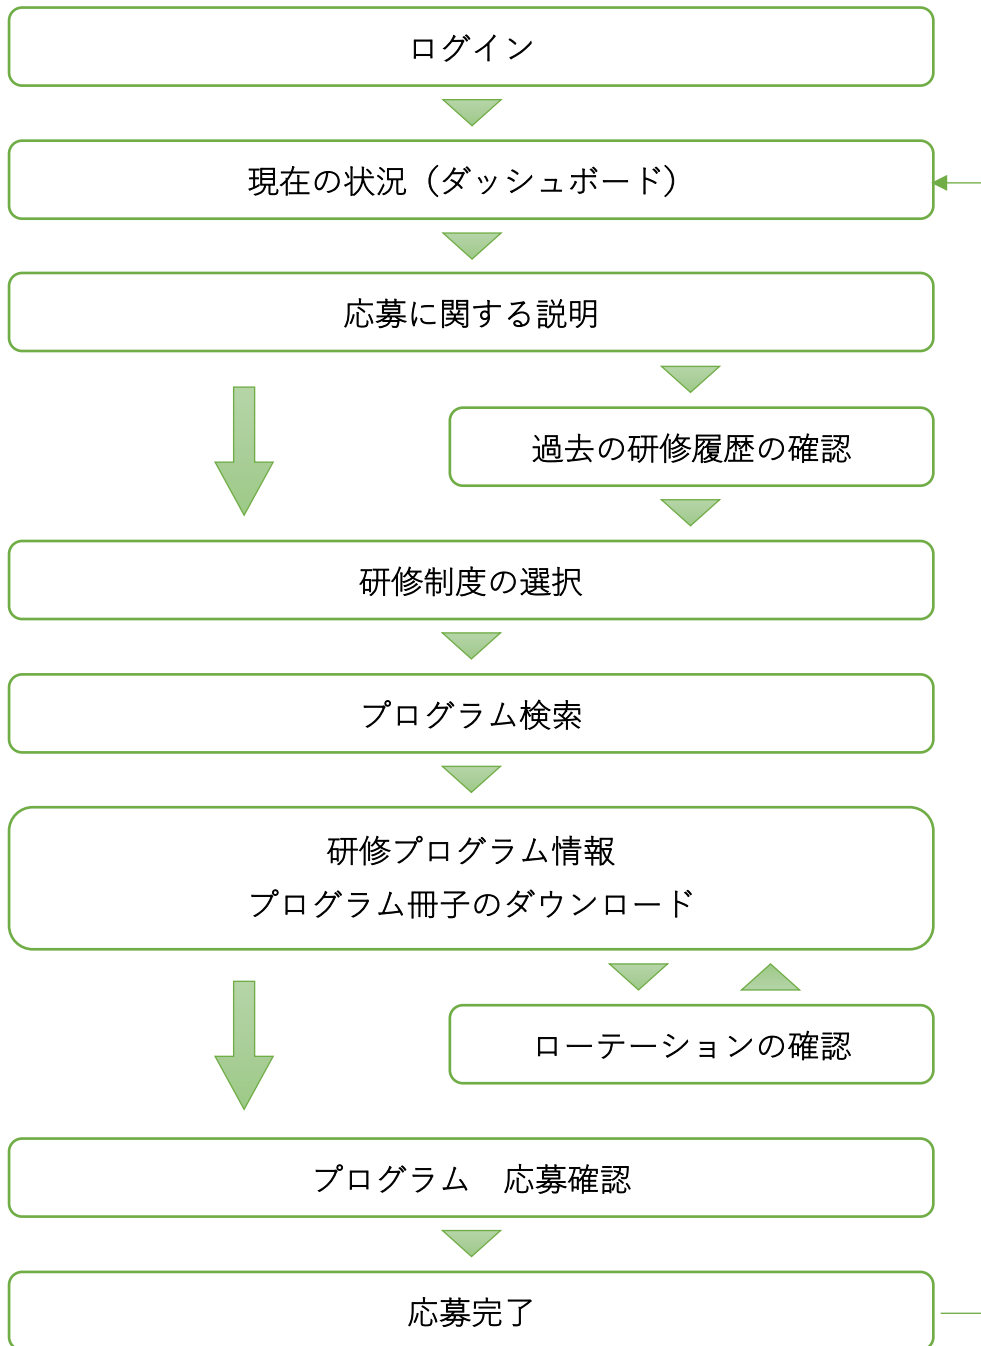 ログイン
現在の状況（ダッシュボード）
応募に関する説明
過去の研修履歴の確認
研修制度の選択
プログラム検索
研修プログラム情報
プログラム冊子のダウンロード
ローテーションの確認
プログラム　応募確認
応募完了